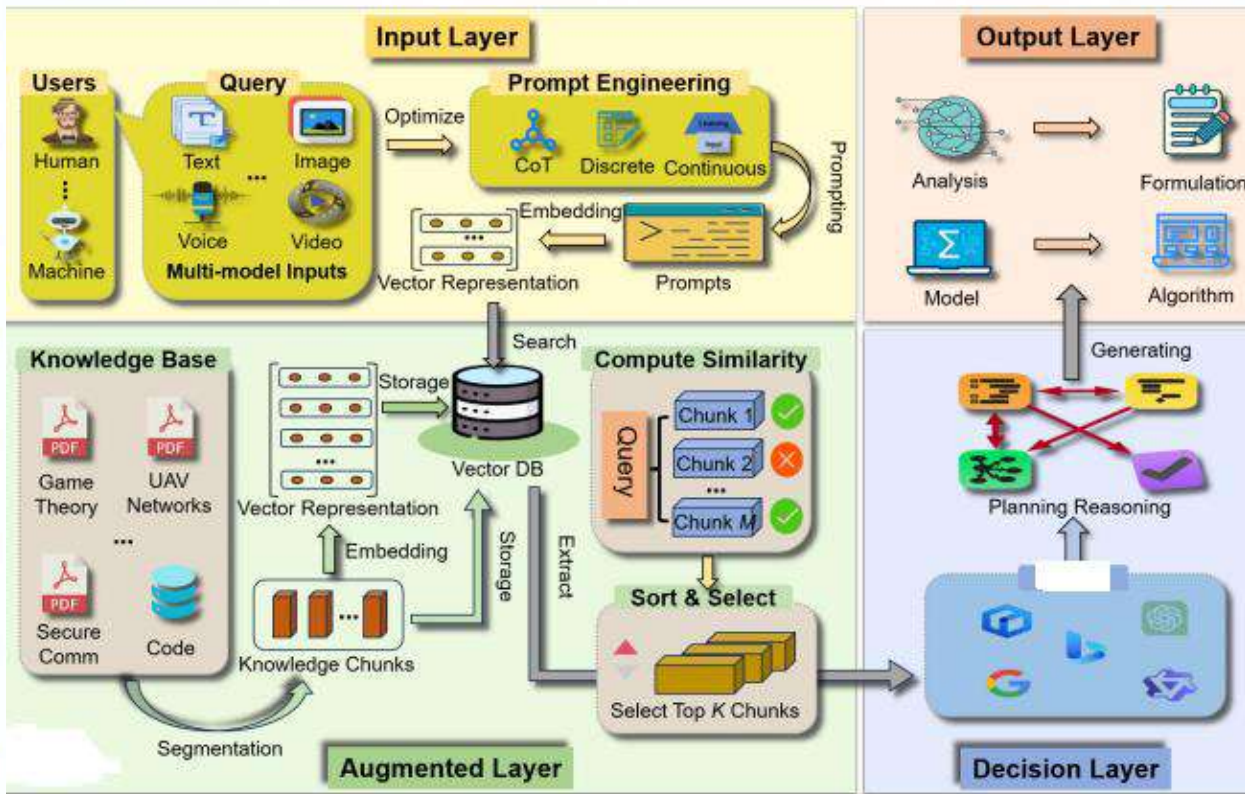 Input Layer
Users
Human
Machine
Query
Text
Image
...
Voice
Video
Multi-model Inputs
Optimize
Prompt Engineering
CoT
Discrete
Continuous
Prompting
Prompts
Embedding
...
Vector Representation
Search
Output Layer
Analysis
Formulation
Model
Algorithm
Generating
Knowledge Base
PDF
Game
Theory
PDF
UAV
Networks
...
PDF
Secure
Comm
Code
Segmentation
Knowledge Chunks
...
Embedding
Vector Representation
...
Storage
Storage
Vector DB
Extract
Compute Similarity
Query
Chunk 1
Chunk 2
...
Chunk M
Sort & Select
Select Top K Chunks
Augmented Layer
Planning Reasoning
Decision Layer